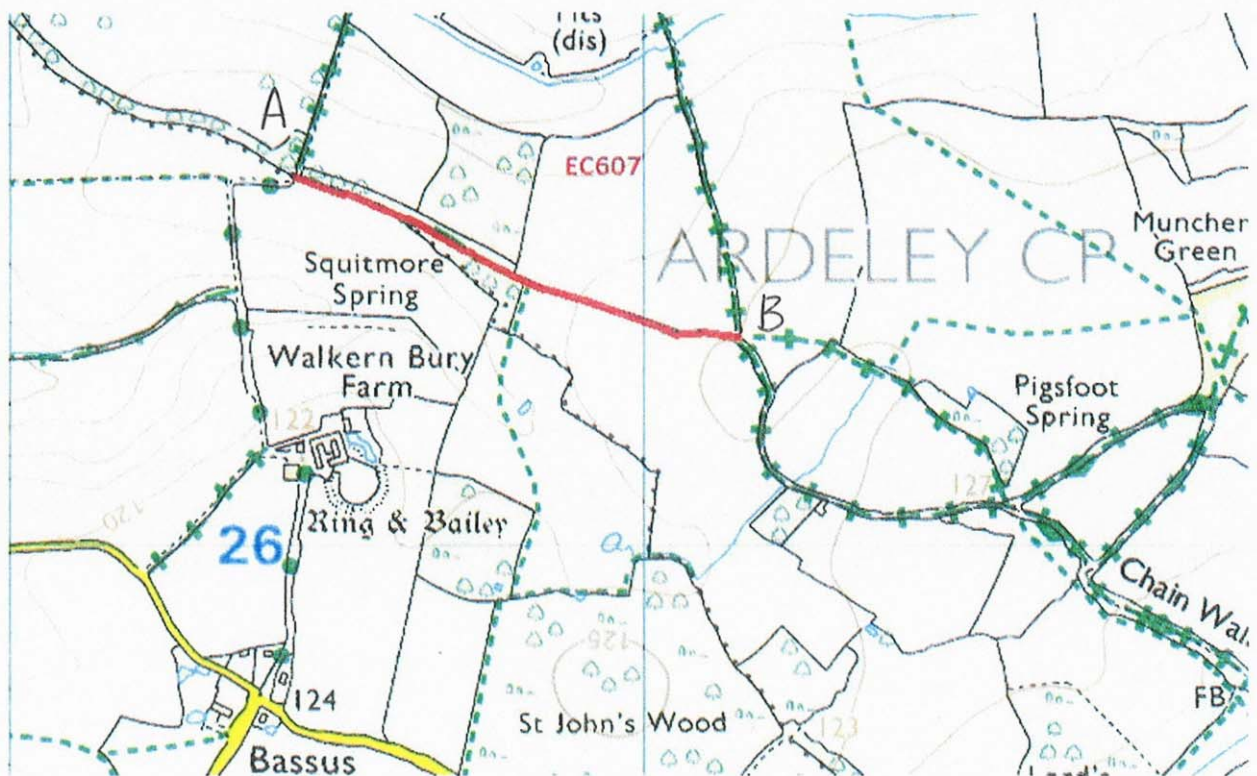 (dis)
A
EC607
ARDELEY CP
Muncher
Green
Squitmore
Spring
B
Walkern Bury
Farm
Pigsfoot
Spring
122
127
120
26
Ring & Bailey
Chain Wal
125
124
St John's Wood
123
FB
Bassus